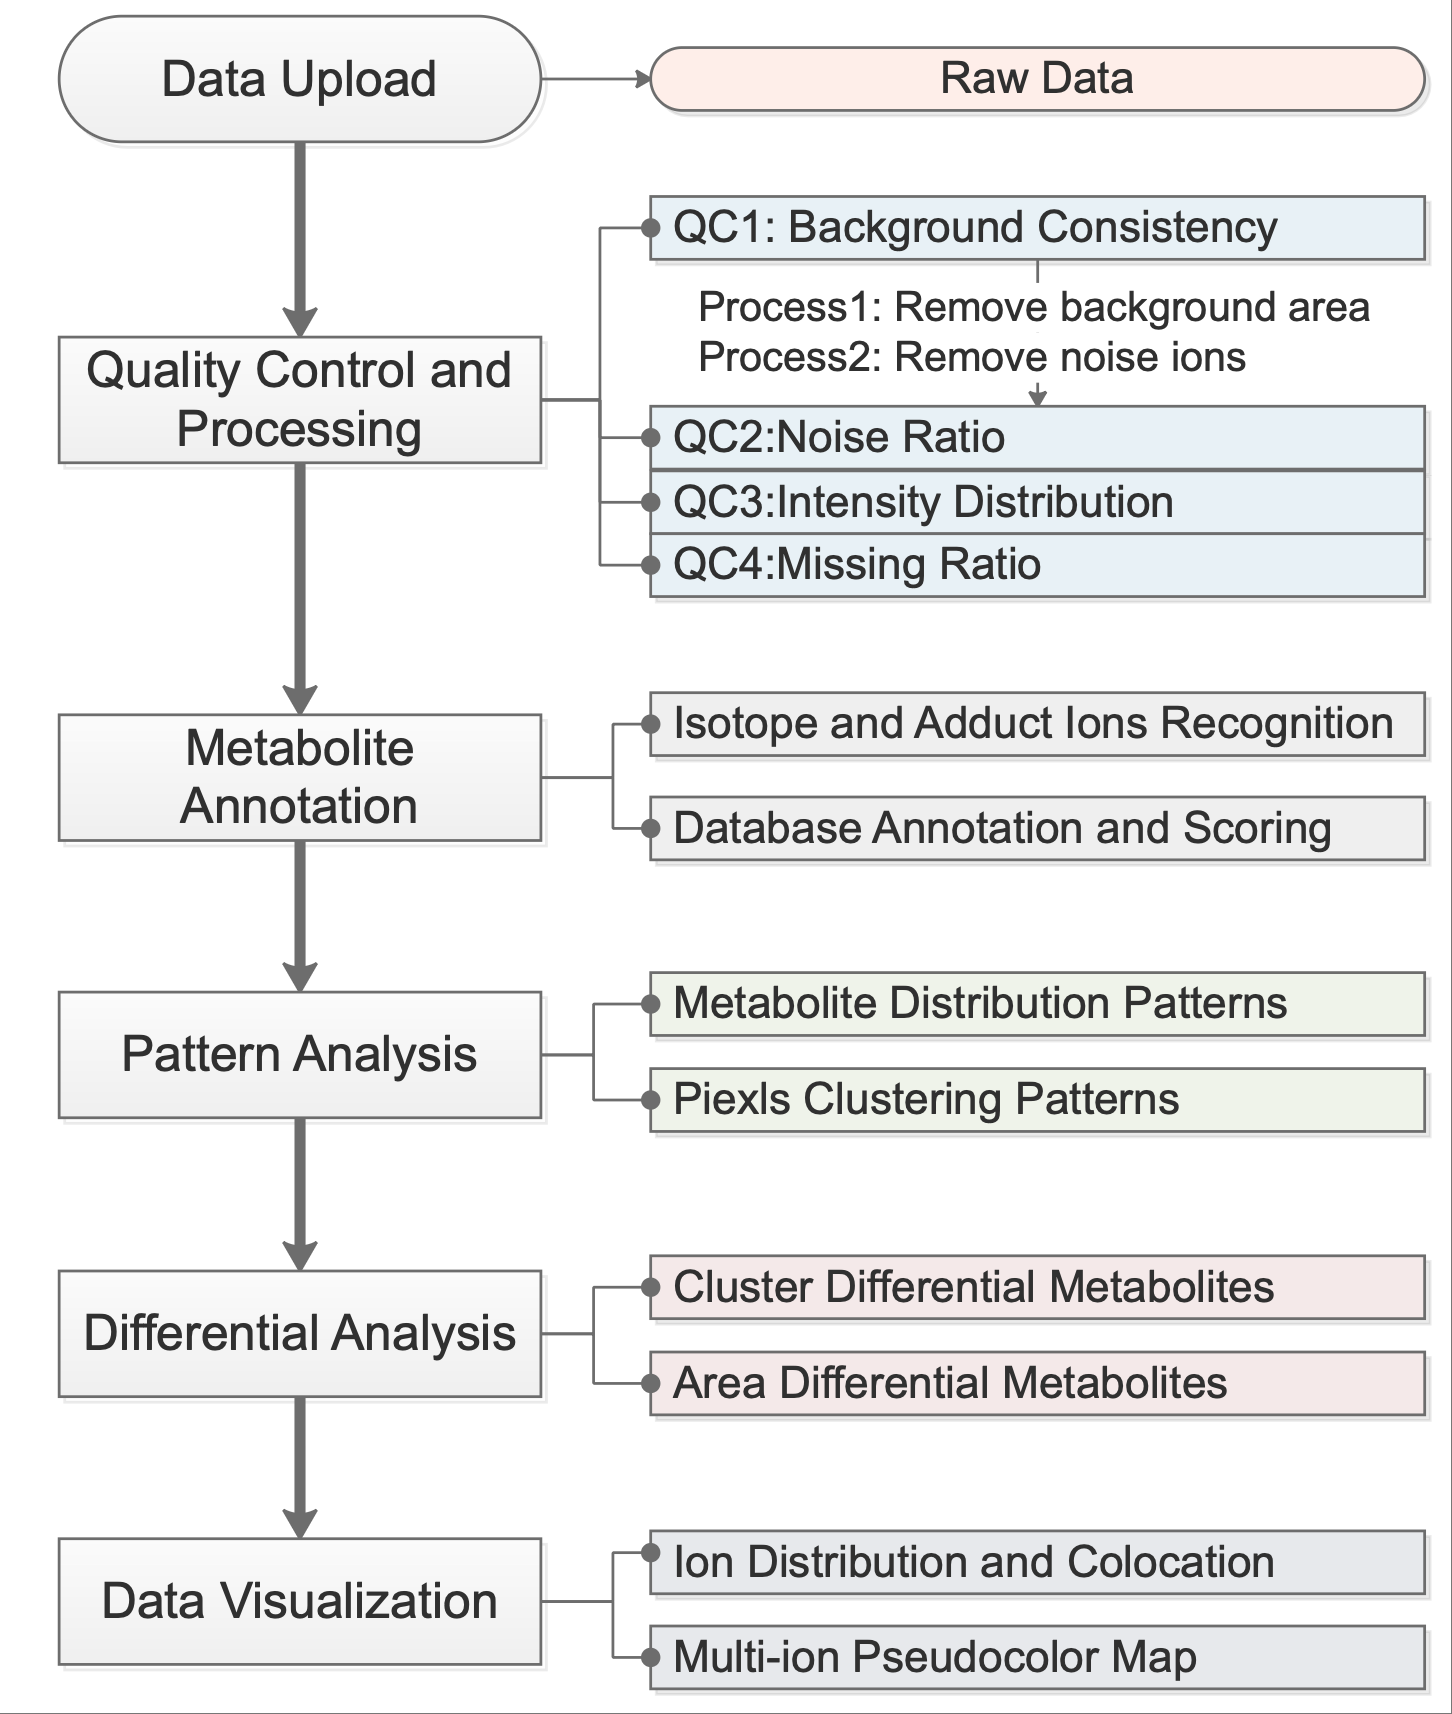 Data Upload
Raw Data
QC1: Background Consistency
Process1: Remove background area
Process2: Remove noise ions
Quality Control and
Processing
QC2:Noise Ratio
QC3:Intensity Distribution
QC4:Missing Ratio
Metabolite
Annotation
Isotope and Adduct Ions Recognition
Database Annotation and Scoring
Pattern Analysis
Metabolite Distribution Patterns
Piexls Clustering Patterns
Differential Analysis
Cluster Differential Metabolites
Area Differential Metabolites
Data Visualization
Ion Distribution and Colocation
Multi-ion Pseudocolor Map